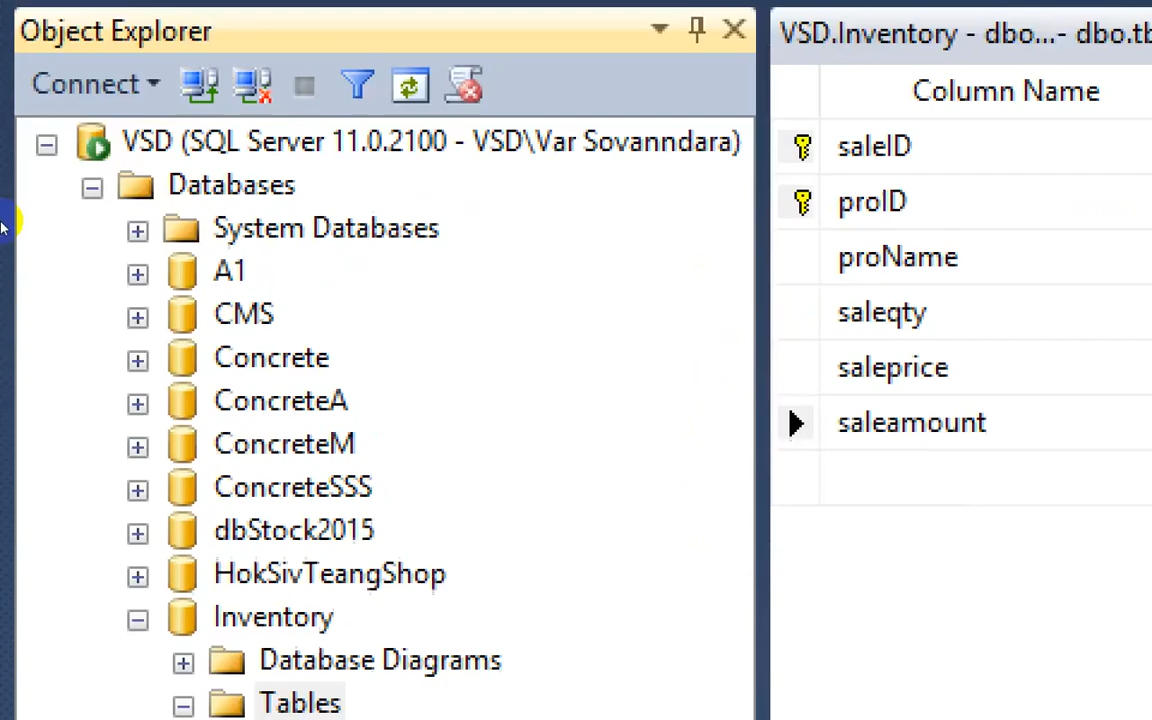 Object Explorer
Connect
VSD (SQL Server 11.0.2100 - VSD\Var Sovanndara)
Databases
System Databases
A1
CMS
Concrete
ConcreteA
ConcreteM
ConcreteSSS
dbStock2015
HokSivTeangShop
Inventory
Database Diagrams
Tables
VSD.Inventory - dbo...- dbo.tb
Column Name
saleID
proID
proName
saleqty
saleprice
saleamount